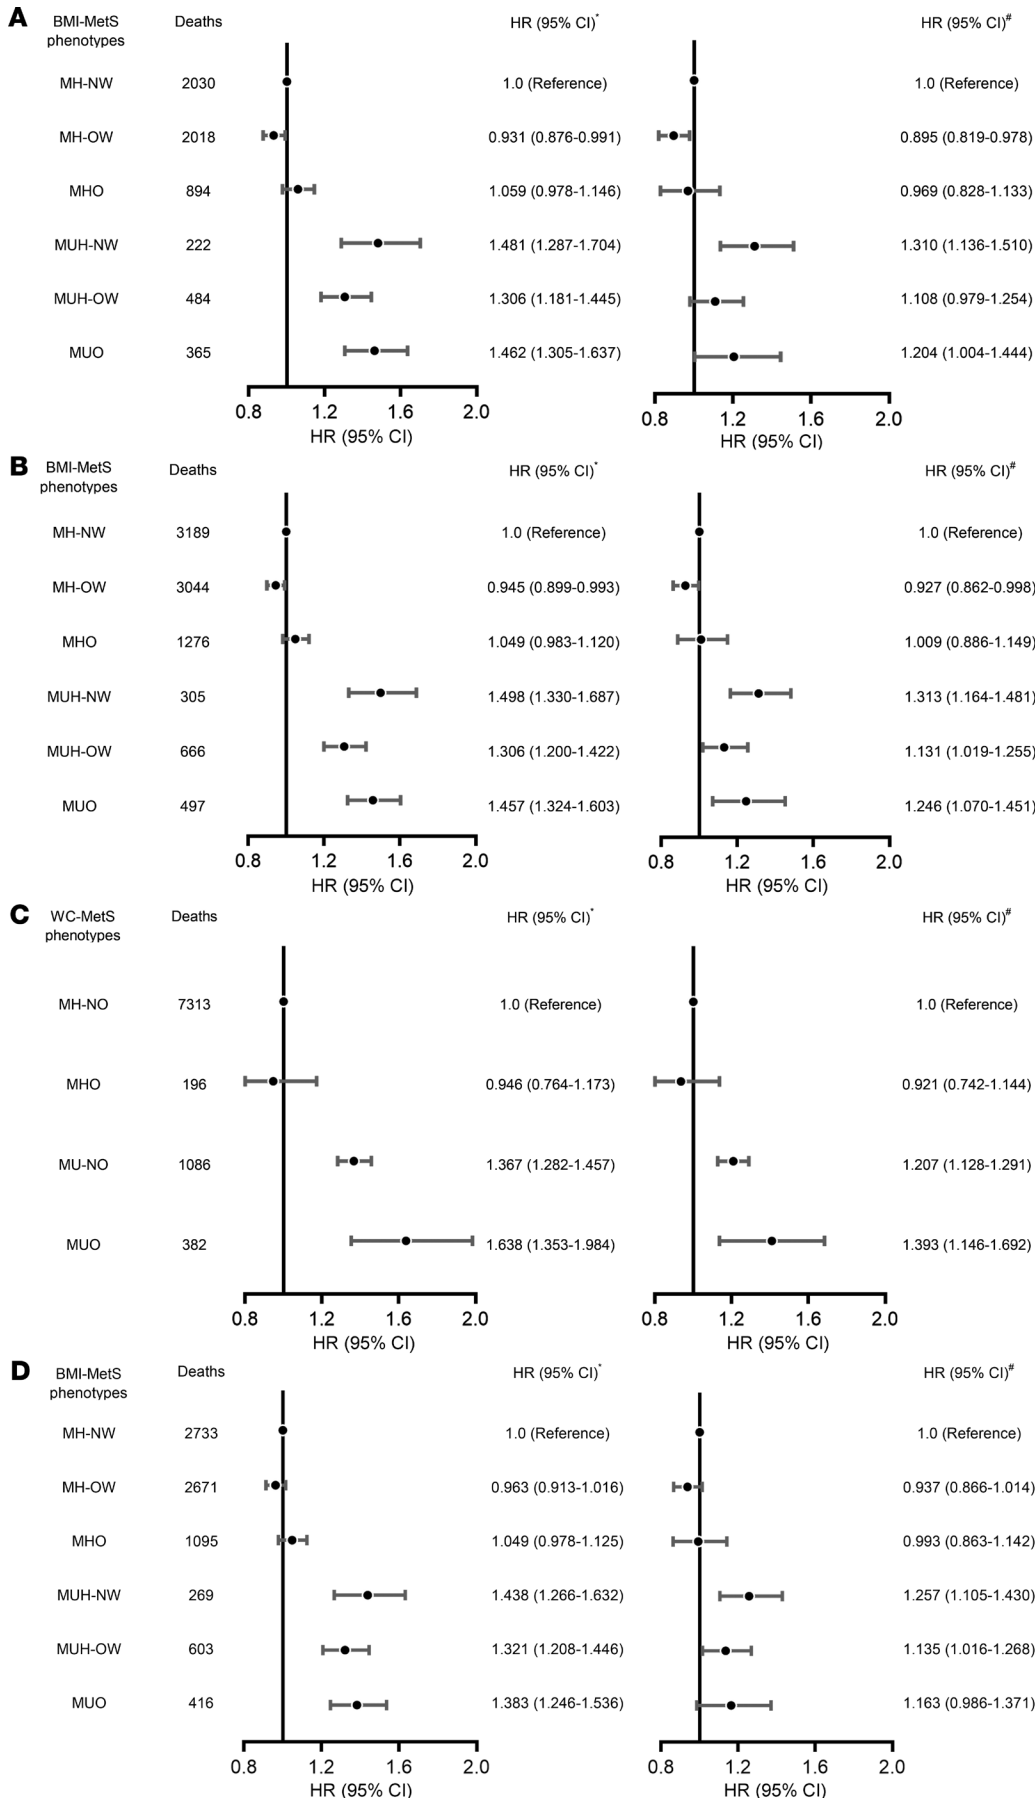 A
BMI-MetS Deaths HR (95% CI)* HR (95% CI)#
phenotypes
MH-NW 2030 1.0 (Reference) 1.0 (Reference)
MH-OW 2018 0.931 (0.876-0.991) 0.895 (0.819-0.978)
MHO 894 1.059 (0.978-1.146) 0.969 (0.828-1.133)
MUH-NW 222 1.481 (1.287-1.704) 1.310 (1.136-1.510)
MUH-OW 484 1.306 (1.181-1.445) 1.108 (0.979-1.254)
MUO 365 1.462 (1.305-1.637) 1.204 (1.004-1.444)
0.8 1.2 1.6 2.0 0.8 1.2 1.6 2.0
HR (95% CI) HR (95% CI)
B
BMI-MetS Deaths HR (95% CI)* HR (95% CI)#
phenotypes
MH-NW 3189 1.0 (Reference) 1.0 (Reference)
MH-OW 3044 0.945 (0.899-0.993) 0.927 (0.862-0.998)
MHO 1276 1.049 (0.983-1.120) 1.009 (0.886-1.149)
MUH-NW 305 1.498 (1.330-1.687) 1.313 (1.164-1.481)
MUH-OW 666 1.306 (1.200-1.422) 1.131 (1.019-1.255)
MUO 497 1.457 (1.324-1.603) 1.246 (1.070-1.451)
0.8 1.2 1.6 2.0 0.8 1.2 1.6 2.0
HR (95% CI) HR (95% CI)
C
WC-MetS Deaths HR (95% CI)* HR (95% CI)#
phenotypes
MH-NO 7313 1.0 (Reference) 1.0 (Reference)
MHO 196 0.946 (0.764-1.173) 0.921 (0.742-1.144)
MU-NO 1086 1.367 (1.282-1.457) 1.207 (1.128-1.291)
MUO 382 1.638 (1.353-1.984) 1.393 (1.146-1.692)
0.8 1.2 1.6 2.0 0.8 1.2 1.6 2.0
HR (95% CI) HR (95% CI)
D
BMI-MetS Deaths HR (95% CI)* HR (95% CI)#
phenotypes
MH-NW 2733 1.0 (Reference) 1.0 (Reference)
MH-OW 2671 0.963 (0.913-1.016) 0.937 (0.866-1.014)
MHO 1095 1.049 (0.978-1.125) 0.993 (0.863-1.142)
MUH-NW 269 1.438 (1.266-1.632) 1.257 (1.105-1.430)
MUH-OW 603 1.321 (1.208-1.446) 1.135 (1.016-1.268)
MUO 416 1.383 (1.246-1.536) 1.163 (0.986-1.371)
0.8 1.2 1.6 2.0 0.8 1.2 1.6 2.0
HR (95% CI) HR (95% CI)